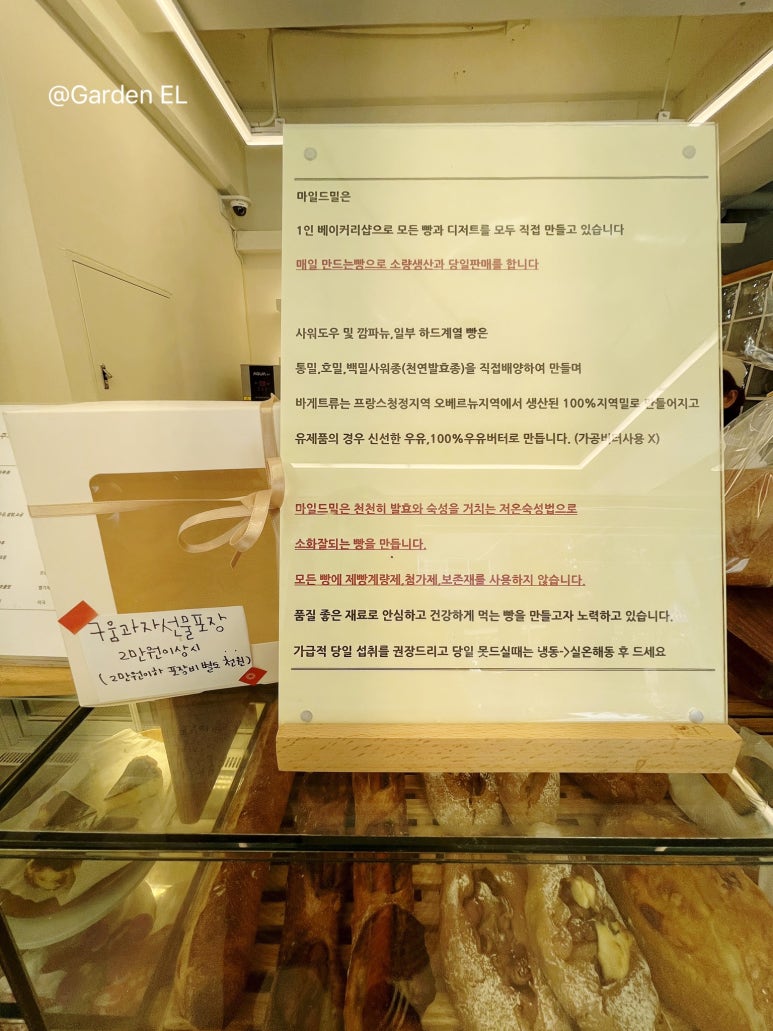 @Garden EL
마일드밀은
1인 베이커리샵으로 모든 빵과 디저트를 모두 직접 만들고 있습니다
매일 만드는빵으로 소량생산과 당일판매를 합니다
사워도우 및 깜파뉴,일부 하드계열 빵은
통밀,호밀,백밀사워종(천연발효종)을 직접배양하여 만들며
바게트류는 프랑스청정지역 오베르뉴지역에서 생산된 100%지역밀로 만들어지고
유제품의 경우 신선한 우유,100%우유버터로 만듭니다. (가공버터사용 X)
마일드밀은 천천히 발효와 숙성을 거치는 저온숙성법으로
소화잘되는 빵을 만듭니다.
모든 빵에 제빵계량제,첨가제,보존재를 사용하지 않습니다.
품질 좋은 재료로 안심하고 건강하게 먹는 빵을 만들고자 노력하고 있습니다.
가급적 당일 섭취를 권장드리고 당일 못드실때는 냉동->실온해동 후 드세요
구움과자선물포장
2만원이상시
(2만원이하 포장비 별도 천원)